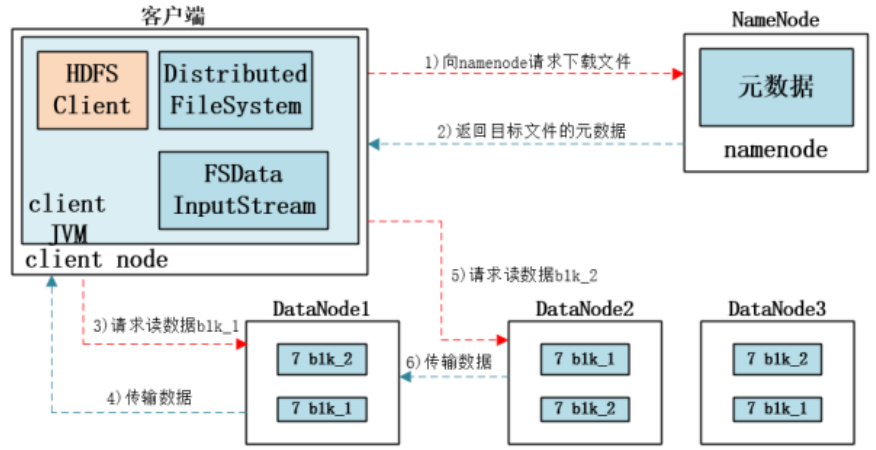 客户端
NameNode
HDFS
Client
Distributed
FileSystem
1)向namenode请求下载文件
元数据
2)返回目标文件的元数据
namenode
FSData
InputStream
client
JVM
client node
5)请求读数据blk_2
DataNode1
DataNode2
DataNode3
3)请求读数据blk_1
7 blk_2
6)传输数据
7 blk_1
7 blk_2
4)传输数据
7 blk_1
7 blk_2
7 blk_1